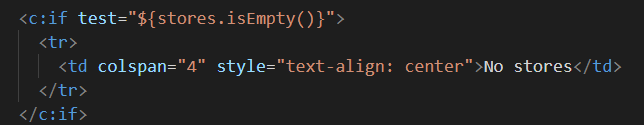 <c:if test="${stores.isEmpty()}">
<tr>
<td colspan="4" style="text-align: center">No stores</td>
</tr>
</c:if>